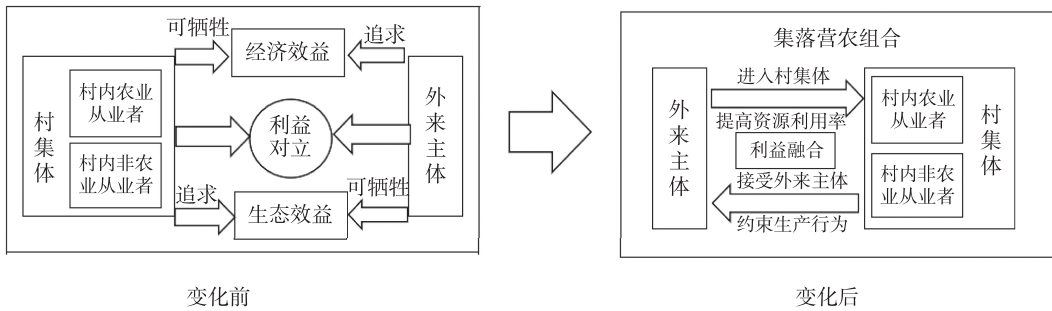 可牺牲
经济效益
追求
村集体
村内农业
从业者
村内非农
业从业者
利益
对立
外来主体
追求
生态效益
可牺牲
变化前
集落营农组合
外来主体
进入村集体
提高资源利用率
利益融合
接受外来主体
约束生产行为
村内农业
从业者
村内非农
业从业者
村集体
变化后